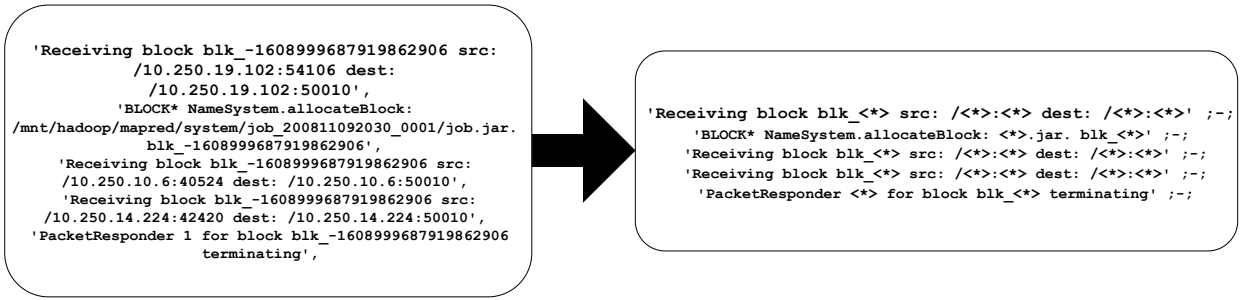 'Receiving block blk_-1608999687919862906 src:
/10.250.19.102:54106 dest:
/10.250.19.102:50010',
'BLOCK* NameSystem.allocateBlock:
/mnt/hadoop/mapred/system/job_200811092030_0001/job.jar.
blk_-1608999687919862906',
'Receiving block blk_-1608999687919862906 src:
/10.250.10.6:40524 dest: /10.250.10.6:50010',
'Receiving block blk_-1608999687919862906 src:
/10.250.14.224:42420 dest: /10.250.14.224:50010',
'PacketResponder 1 for block blk_-1608999687919862906
terminating',
'Receiving block blk_<*> src: /<*>:<*> dest: /<*>:<*>' ;-;
'BLOCK* NameSystem.allocateBlock: <*>.jar. blk_<*>' ;-;
'Receiving block blk_<*> src: /<*>:<*> dest: /<*>:<*>' ;-;
'Receiving block blk_<*> src: /<*>:<*> dest: /<*>:<*>' ;-;
'PacketResponder <*> for block blk_<*> terminating' ;-;